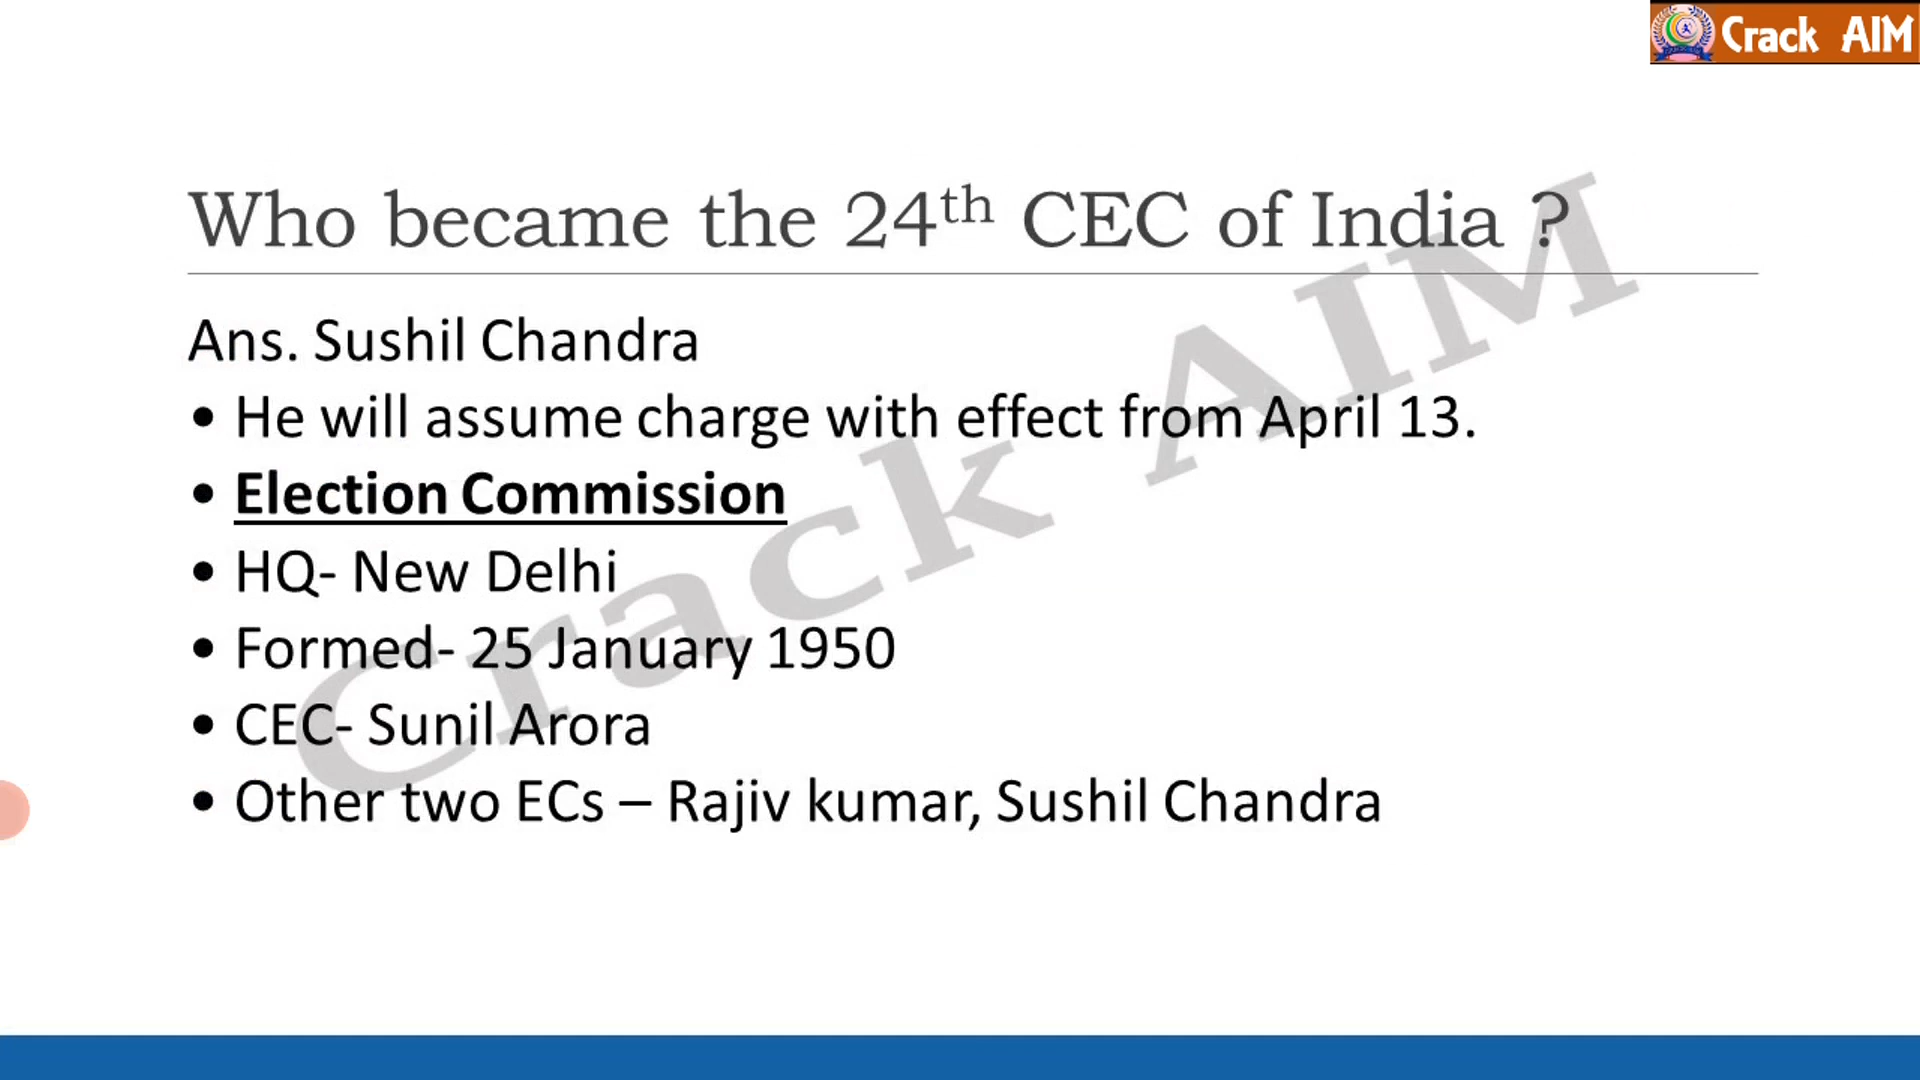 Crack AIM
Who became the 24th CEC of India ?
Ans. Sushil Chandra
• He will assume charge with effect from April 13.
• Election Commission
• HQ- New Delhi
• Formed- 25 January 1950
• CEC- Sunil Arora
• Other two ECs – Rajiv kumar, Sushil Chandra
Crack AIM